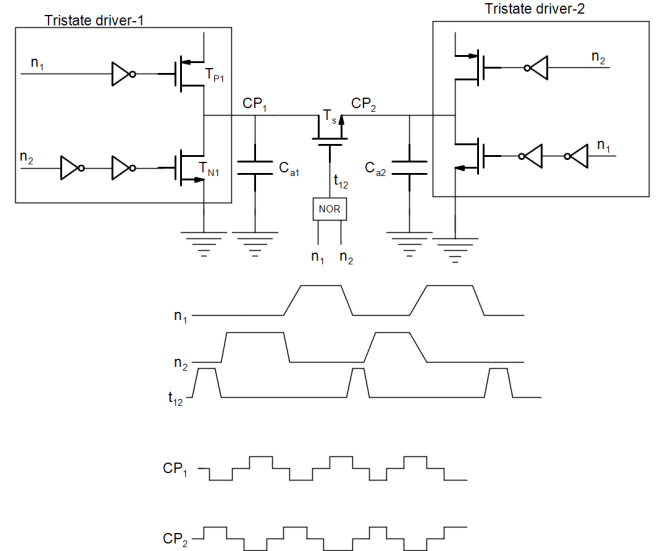 Tristate driver-1
Tristate driver-2
n1
TP1
n2
TN1
CP1
Ts
CP2
Ca1
Ca2
t12
NOR
n1 n2
n2
n1
n1
n2
t12
CP1
CP2